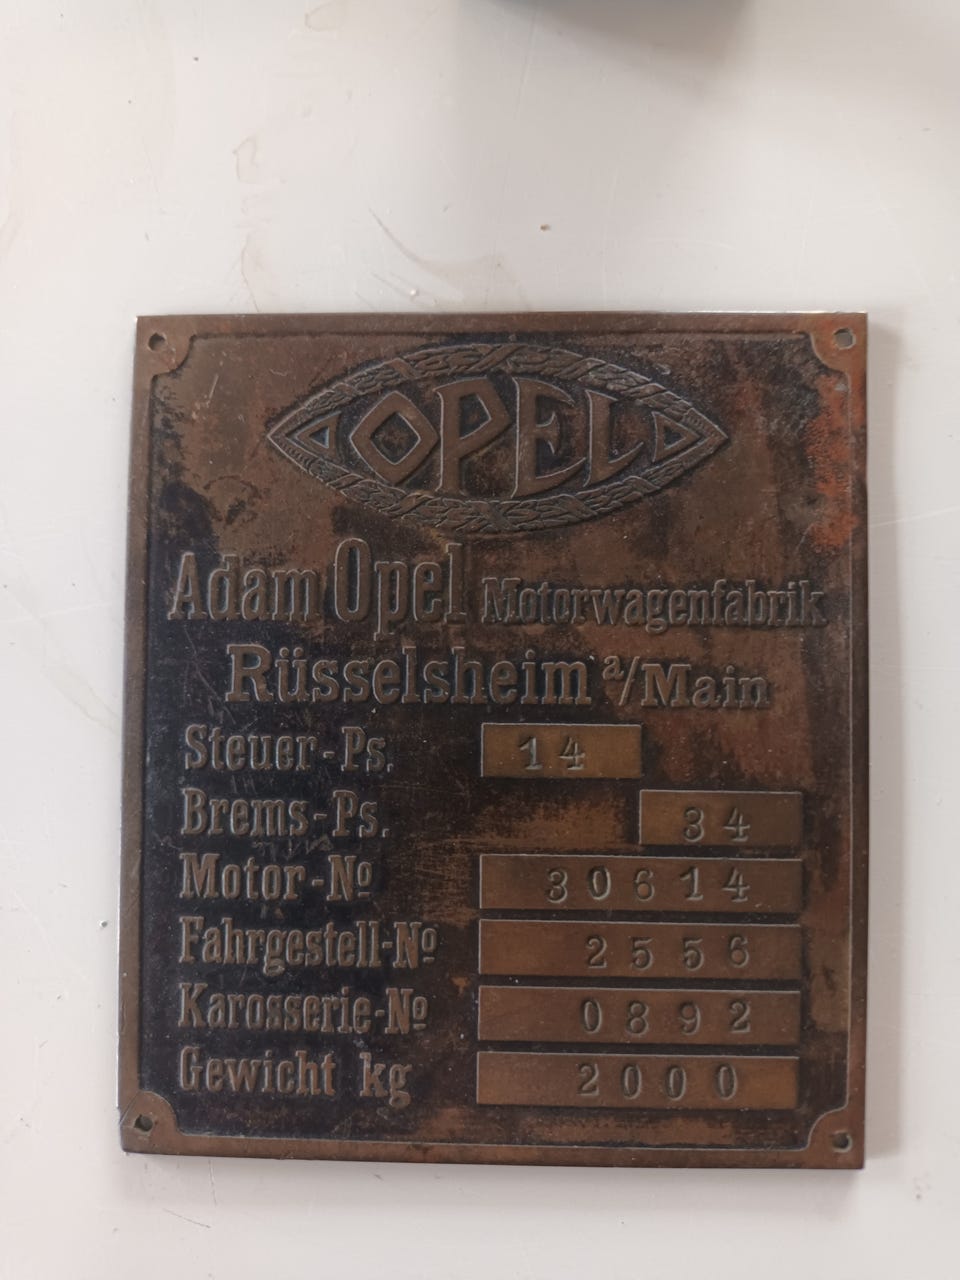 OPEL
Adam Opel Motorwagenfabrik
Rüsselsheim a/Main
Steuer-Ps. 14
Brems-Ps. 34
Motor-No 30614
Fahrgestell-No 2556
Karosserie-No 0892
Gewicht kg 2000